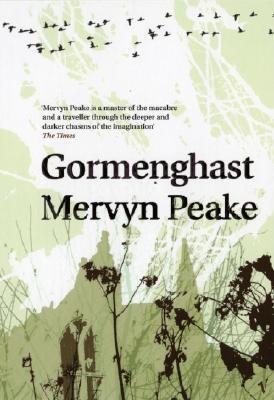 'Mervyn Peake is a master of the macabre
and a traveller through the deeper and
darker chasms of the imagination'
The Times
Gormenghast
Mervyn Peake